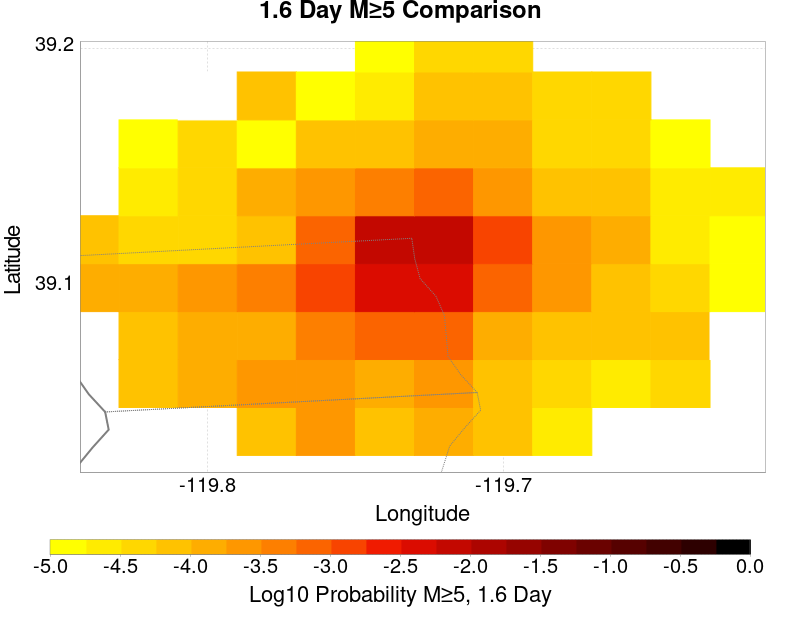 1.6 Day M≥5 Comparison
39.2
39.1
Latitude
-119.8 -119.7
Longitude
-5.0 -4.5 -4.0 -3.5 -3.0 -2.5 -2.0 -1.5 -1.0 -0.5 0.0
Log10 Probability M≥5, 1.6 Day